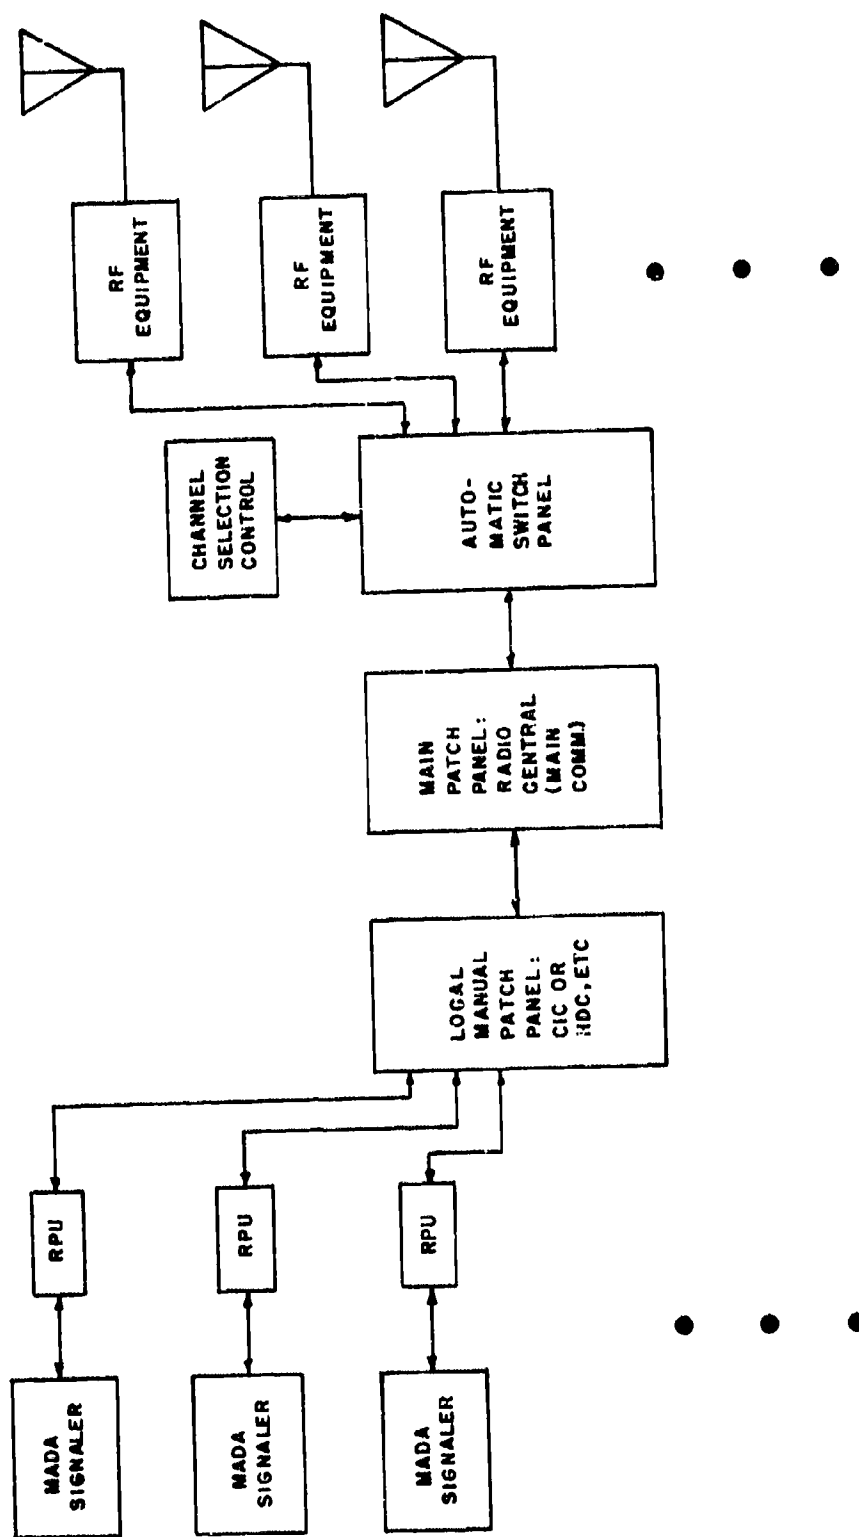 MADA
SIGNALER
RPU
MADA
SIGNALER
RPU
MADA
SIGNALER
RPU
LOCAL
MANUAL
PATCH
PANEL:
CIC OR
HDC, ETC
MAIN
PATCH
PANEL:
RADIO
CENTRAL
(MAIN
COMM.)
CHANNEL
SELECTION
CONTROL
AUTO-
MATIC
SWITCH
PANEL
RF
EQUIPMENT
RF
EQUIPMENT
RF
EQUIPMENT